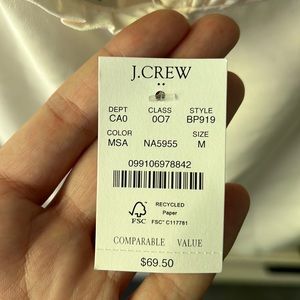 J.CREW
DEPT CLASS STYLE
CA0 0O7 BP919
COLOR SIZE
MSA NA5955 M
099106978842
RECYCLED
Paper
FSC FSC® C117781
COMPARABLE VALUE
$69.50